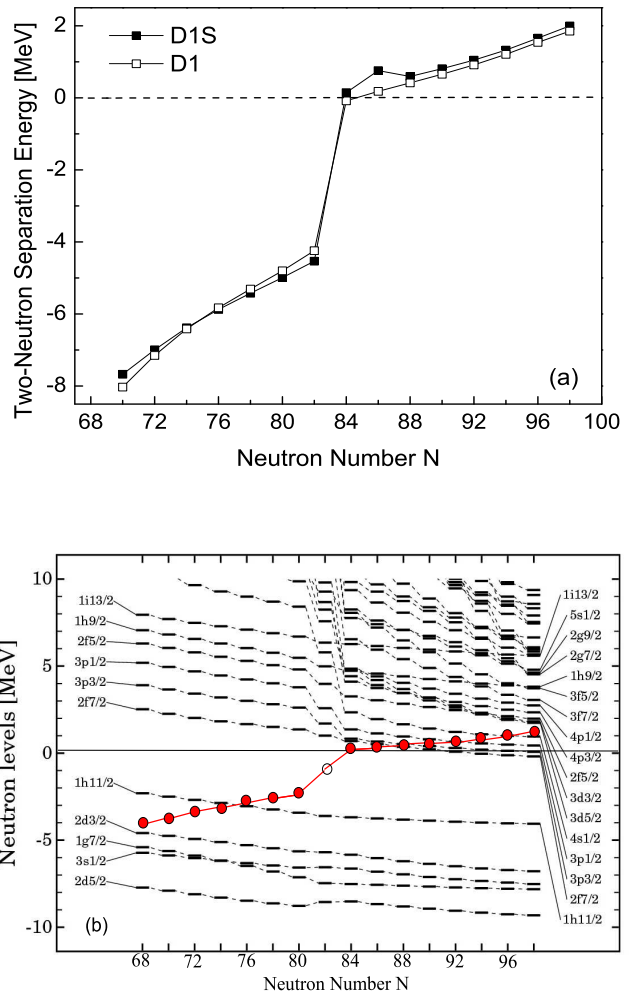 2
0
-2
-4
-6
-8
Two-Neutron Separation Energy [MeV]
D1S
D1
(a)
68 72 76 80 84 88 92 96 100
Neutron Number N
10
5
0
-5
-10
Neutron levels [MeV]
1i13/2
1h9/2
2f5/2
3p1/2
3p3/2
2f7/2
1h11/2
2d3/2
1g7/2
3s1/2
2d5/2
(b)
1i13/2
5s1/2
2g9/2
2g7/2
1h9/2
3f5/2
3f7/2
4p1/2
4p3/2
2f5/2
3d3/2
3d5/2
4s1/2
3p1/2
3p3/2
2f7/2
1h11/2
68 72 76 80 84 88 92 96
Neutron Number N